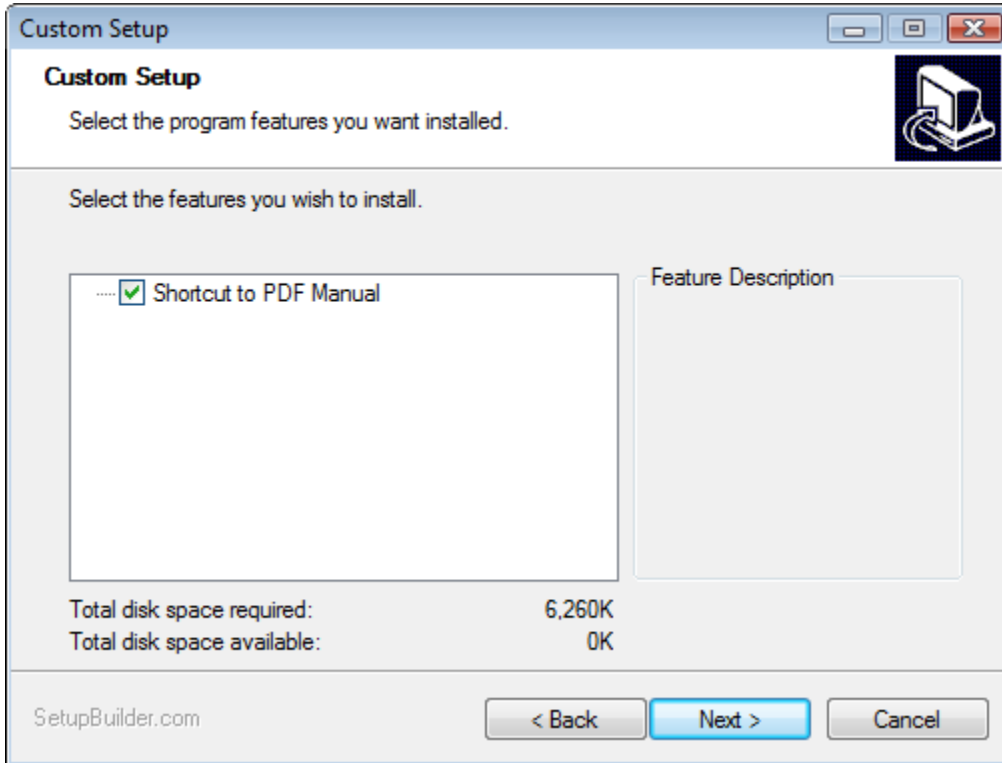 Custom Setup
Custom Setup
Select the program features you want installed.
Select the features you wish to install.
Shortcut to PDF Manual
Feature Description
Total disk space required: 6,260K
Total disk space available: 0K
SetupBuilder.com
< Back Next > Cancel